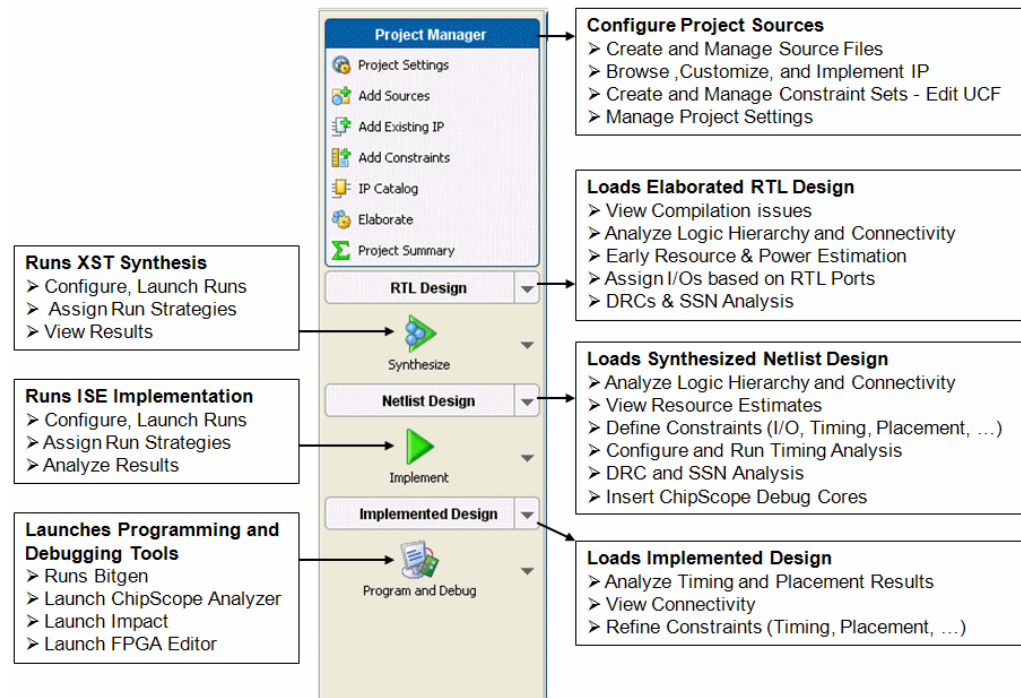 Project Manager
Project Settings
Add Sources
Add Existing IP
Add Constraints
IP Catalog
Elaborate
Project Summary
RTL Design
Synthesize
Netlist Design
Implement
Implemented Design
Program and Debug
Runs XST Synthesis
➢ Configure, Launch Runs
➢ Assign Run Strategies
➢ View Results
Runs ISE Implementation
➢ Configure, Launch Runs
➢ Assign Run Strategies
➢ Analyze Results
Launches Programming and
Debugging Tools
➢ Runs Bitgen
➢ Launch ChipScope Analyzer
➢ Launch Impact
➢ Launch FPGA Editor
Configure Project Sources
➢ Create and Manage Source Files
➢ Browse ,Customize, and Implement IP
➢ Create and Manage Constraint Sets - Edit UCF
➢ Manage Project Settings
Loads Elaborated RTL Design
➢ View Compilation issues
➢ Analyze Logic Hierarchy and Connectivity
➢ Early Resource & Power Estimation
➢ Assign I/Os based on RTL Ports
➢ DRCs & SSN Analysis
Loads Synthesized Netlist Design
➢ Analyze Logic Hierarchy and Connectivity
➢ View Resource Estimates
➢ Define Constraints (I/O, Timing, Placement, …)
➢ Configure and Run Timing Analysis
➢ DRC and SSN Analysis
➢ Insert ChipScope Debug Cores
Loads Implemented Design
➢ Analyze Timing and Placement Results
➢ View Connectivity
➢ Refine Constraints (Timing, Placement, …)